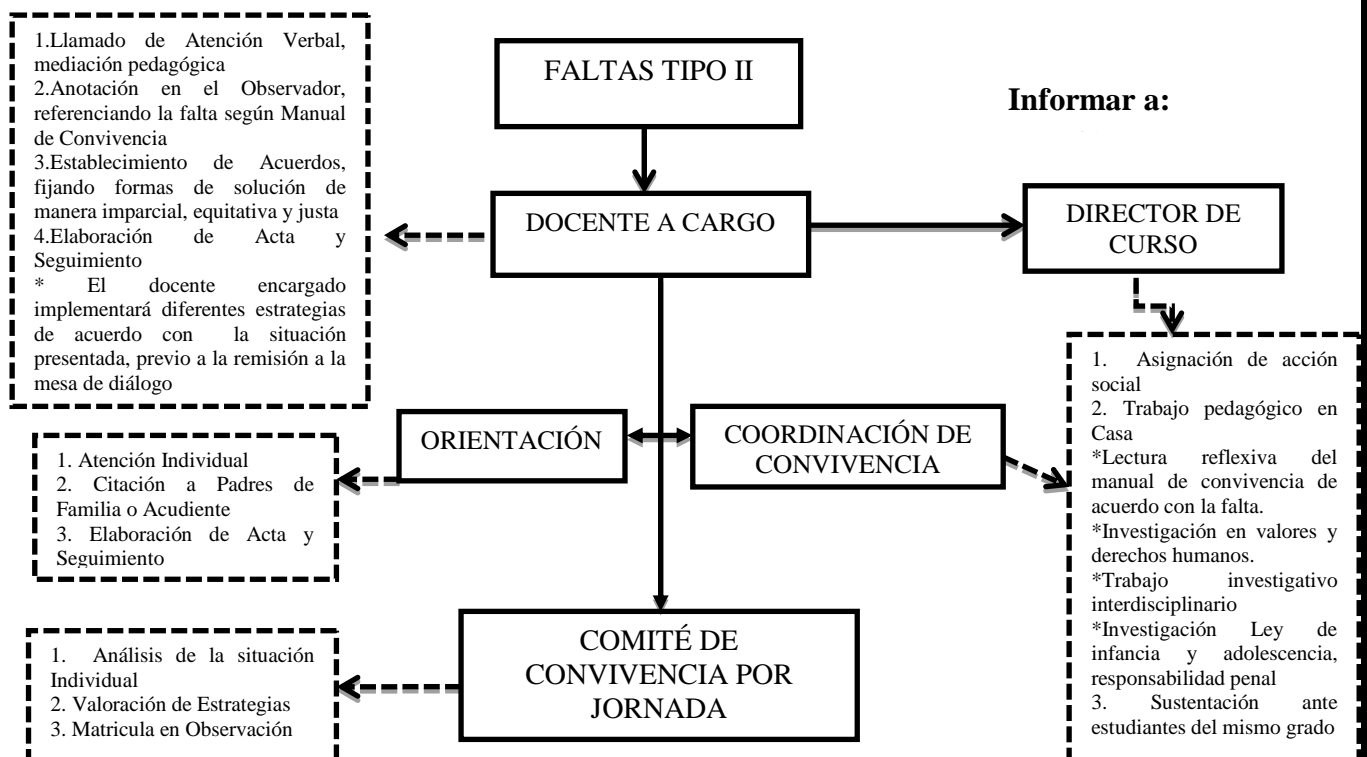 1.Llamado de Atención Verbal,
mediación pedagógica
2.Anotación en el Observador,
referenciando la falta según Manual
de Convivencia
3.Establecimiento de Acuerdos,
fijando formas de solución de
manera imparcial, equitativa y justa
4.Elaboración de Acta y
Seguimiento
* El docente encargado
implementará diferentes estrategias
de acuerdo con la situación
presentada, previo a la remisión a la
mesa de diálogo
FALTAS TIPO II
Informar a:
DOCENTE A CARGO
DIRECTOR DE
CURSO
ORIENTACIÓN
COORDINACIÓN DE
CONVIVENCIA
1. Atención Individual
2. Citación a Padres de
Familia o Acudiente
3. Elaboración de Acta y
Seguimiento
1. Asignación de acción
social
2. Trabajo pedagógico en
Casa
*Lectura reflexiva del
manual de convivencia de
acuerdo con la falta.
*Investigación en valores y
derechos humanos.
*Trabajo investigativo
interdisciplinario
*Investigación Ley de
infancia y adolescencia,
responsabilidad penal
3. Sustentación ante
estudiantes del mismo grado
COMITÉ DE
CONVIVENCIA POR
JORNADA
1. Análisis de la situación
Individual
2. Valoración de Estrategias
3. Matricula en Observación